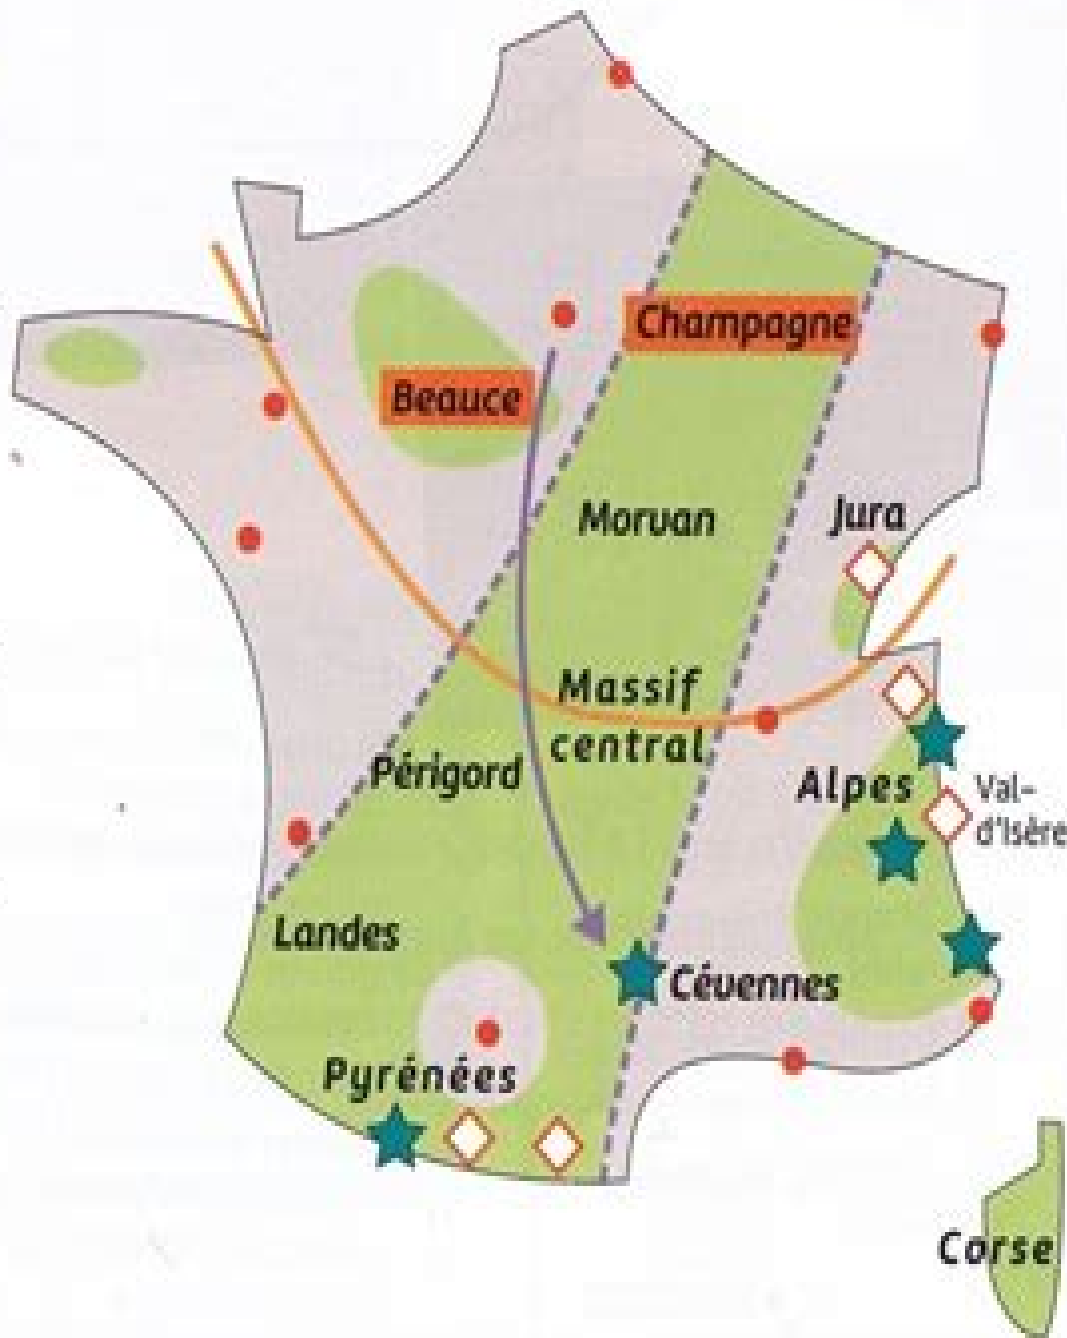 Champagne
Beauce
Morvan
Jura
Massif
central
Périgord
Alpes
Val-
d'Isère
Landes
Cévennes
Pyrénées
Corse